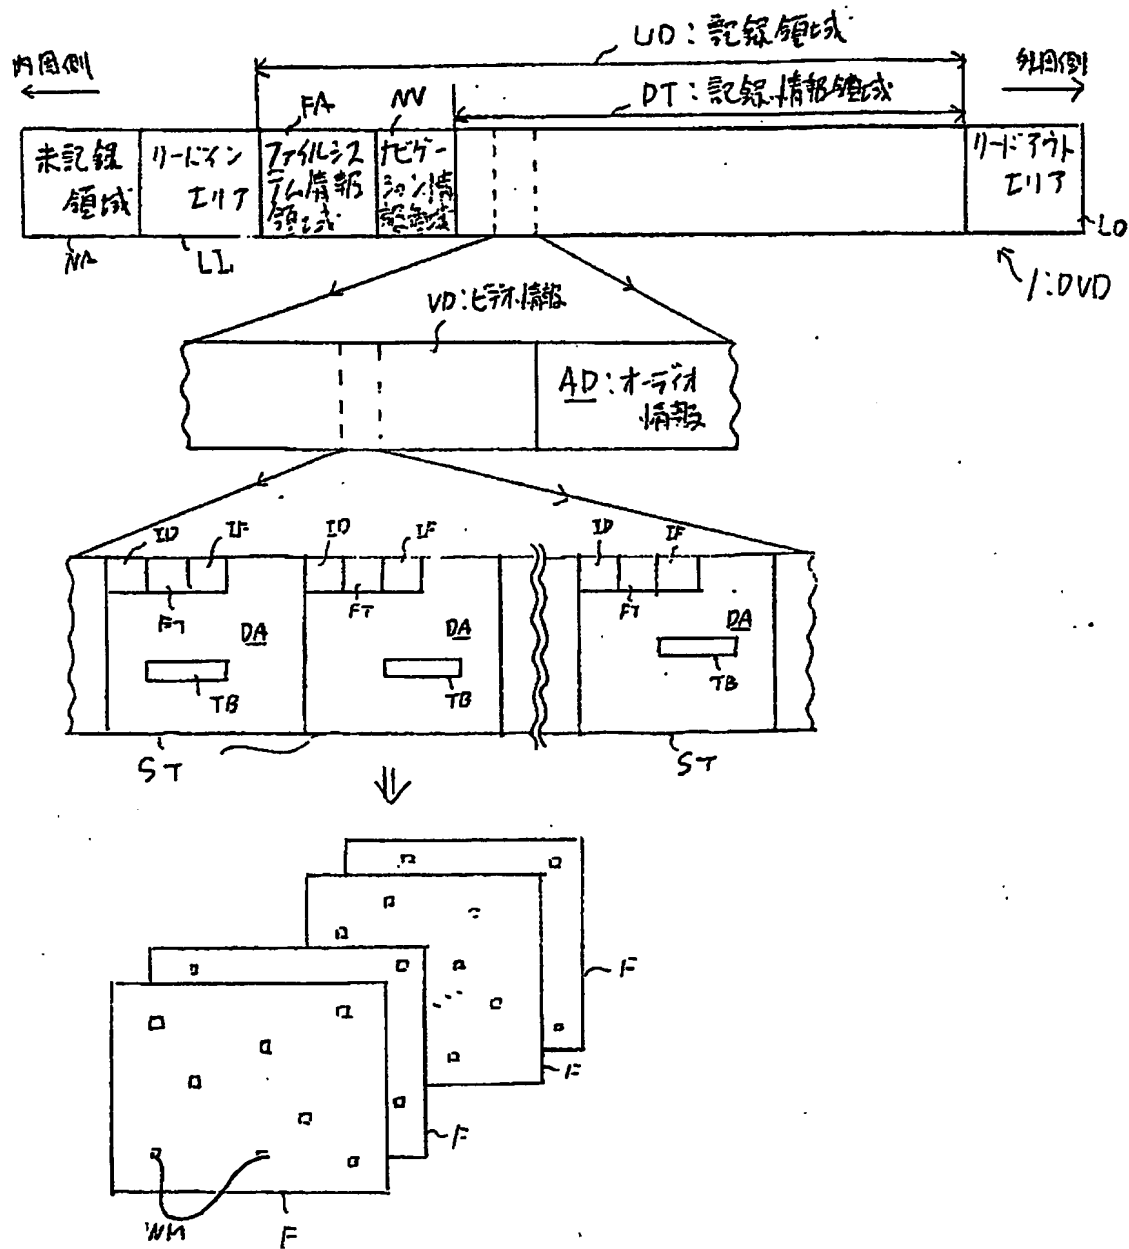 UD:記録領域
内周側
外周側
DT:記録情報領域
FA
NV
未記録
領域
リードイン
エリア
ファイルシス
テム情報
領域
ナビゲー
ション情
報領域
リードアウト
エリア
LO
NA
LI
1:DVD
VD:ビデオ情報
AD:オーディオ
情報
ID
IF
ID
IF
ID
IF
FT
FT
FT
DA
DA
DA
TB
TB
TB
ST
ST
F
F
F
WM
F